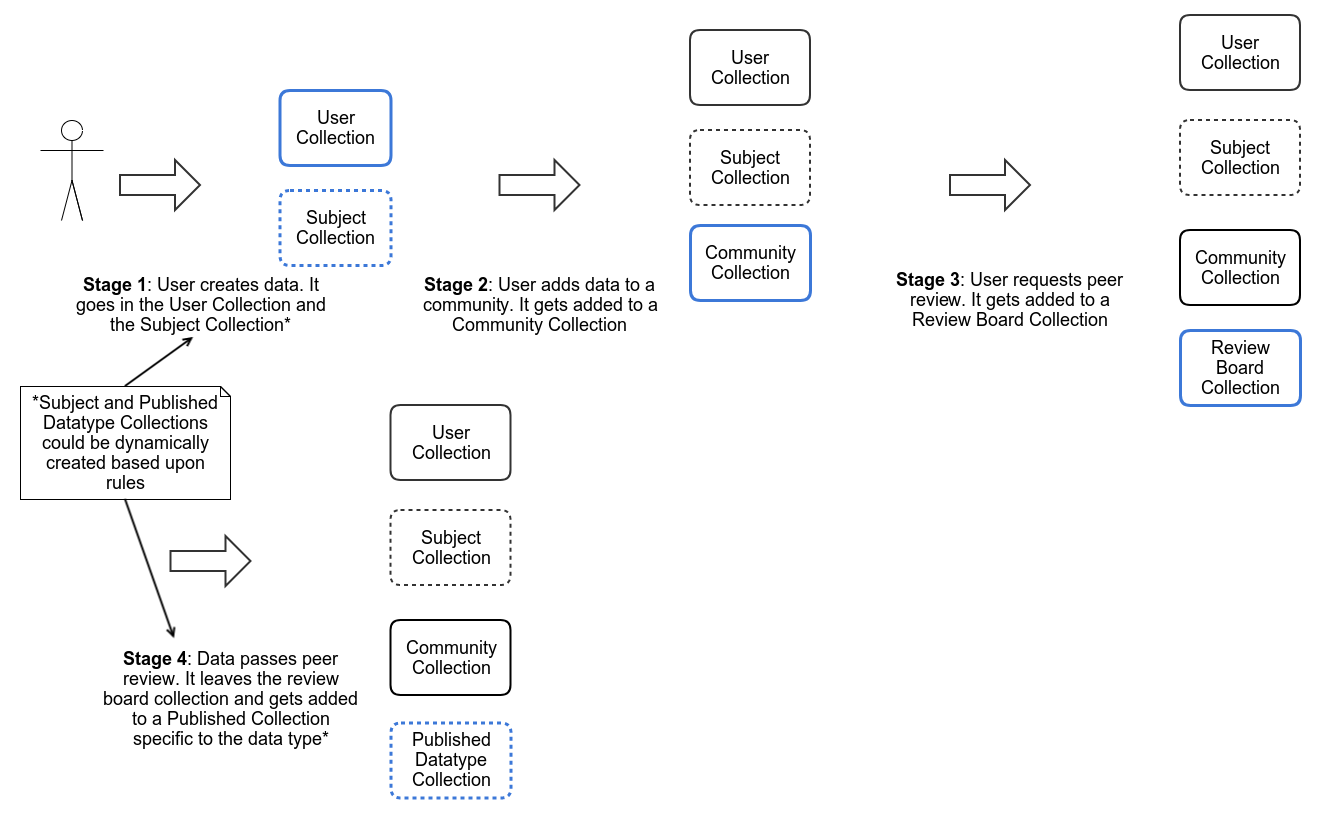 User
Collection
Subject
Collection
Stage 1: User creates data. It
goes in the User Collection and
the Subject Collection*
User
Collection
Subject
Collection
Community
Collection
Stage 2: User adds data to a
community. It gets added to a
Community Collection
User
Collection
Subject
Collection
Community
Collection
Review
Board
Collection
Stage 3: User requests peer
review. It gets added to a
Review Board Collection
*Subject and Published
Datatype Collections
could be dynamically
created based upon
rules
User
Collection
Subject
Collection
Community
Collection
Published
Datatype
Collection
Stage 4: Data passes peer
review. It leaves the review
board collection and gets added
to a Published Collection
specific to the data type*